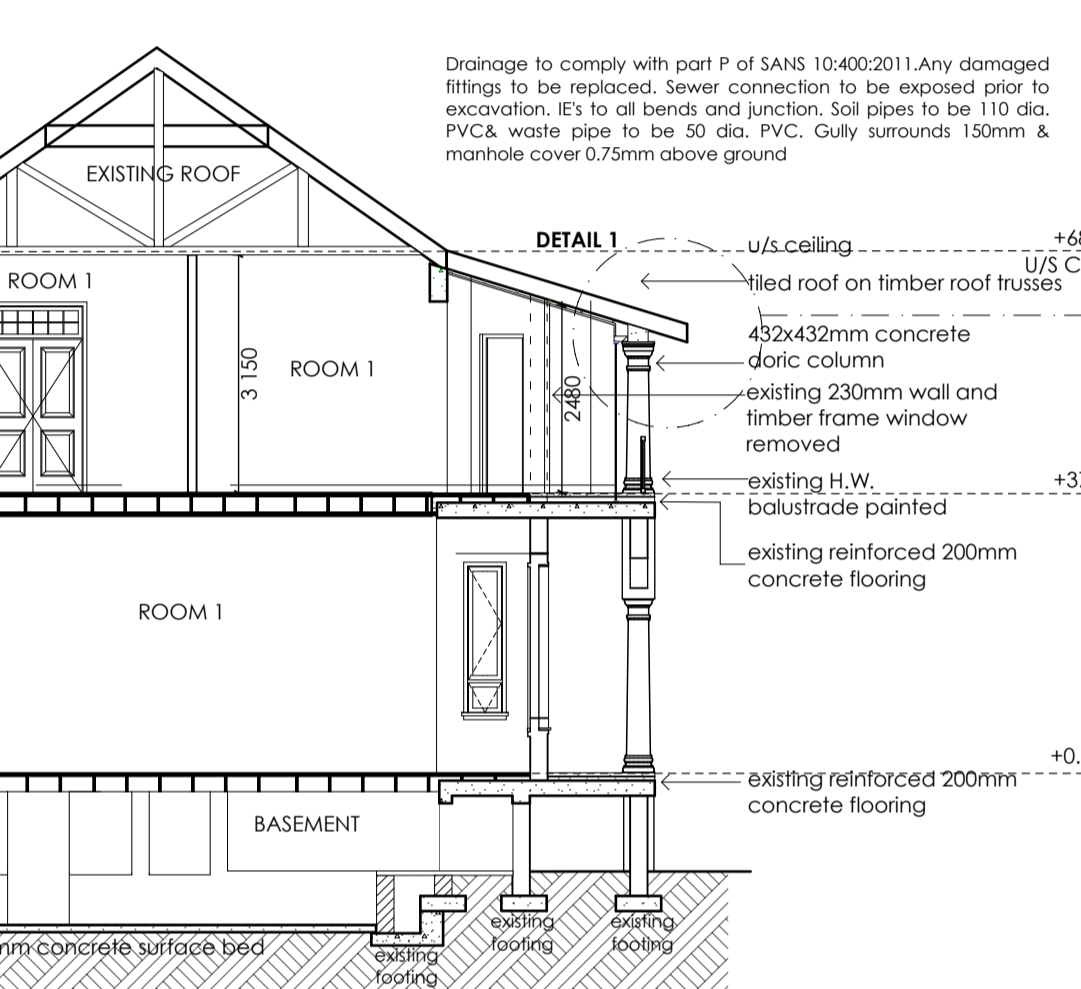 Drainage to comply with part P of SANS 10:400:2011.Any damaged
fittings to be replaced. Sewer connection to be exposed prior to
excavation. IE's to all bends and junction. Soil pipes to be 110 dia.
PVC& waste pipe to be 50 dia. PVC. Gully surrounds 150mm &
manhole cover 0.75mm above ground
EXISTING ROOF
DETAIL 1
u/s ceiling
U/S C
tiled roof on timber roof trusses
ROOM 1
432x432mm concrete
doric column
3 150
ROOM 1
2480
existing 230mm wall and
timber frame window
removed
existing H.W.
balustrade painted
existing reinforced 200mm
concrete flooring
ROOM 1
+0.
existing reinforced 200mm
concrete flooring
BASEMENT
existing
footing
existing
footing
mm concrete surface bed
existing
footing